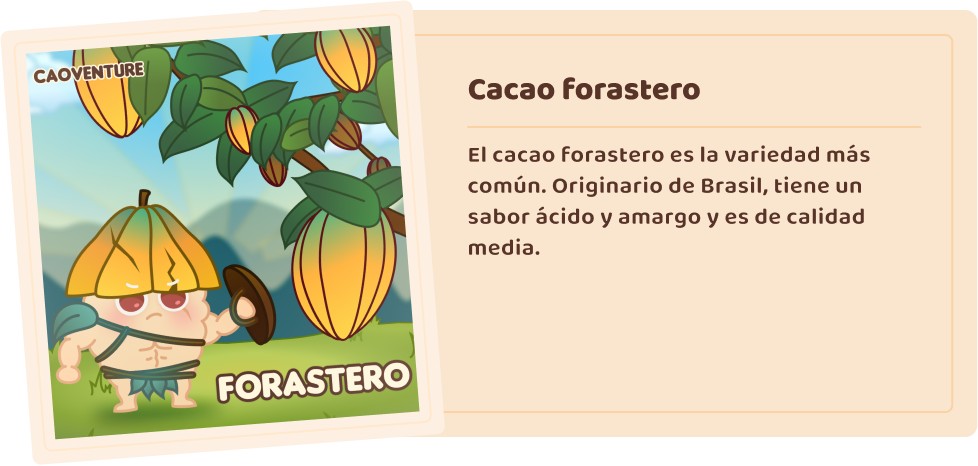 CAOVENTURE
FORASTERO
Cacao forastero
El cacao forastero es la variedad más
común. Originario de Brasil, tiene un
sabor ácido y amargo y es de calidad
media.